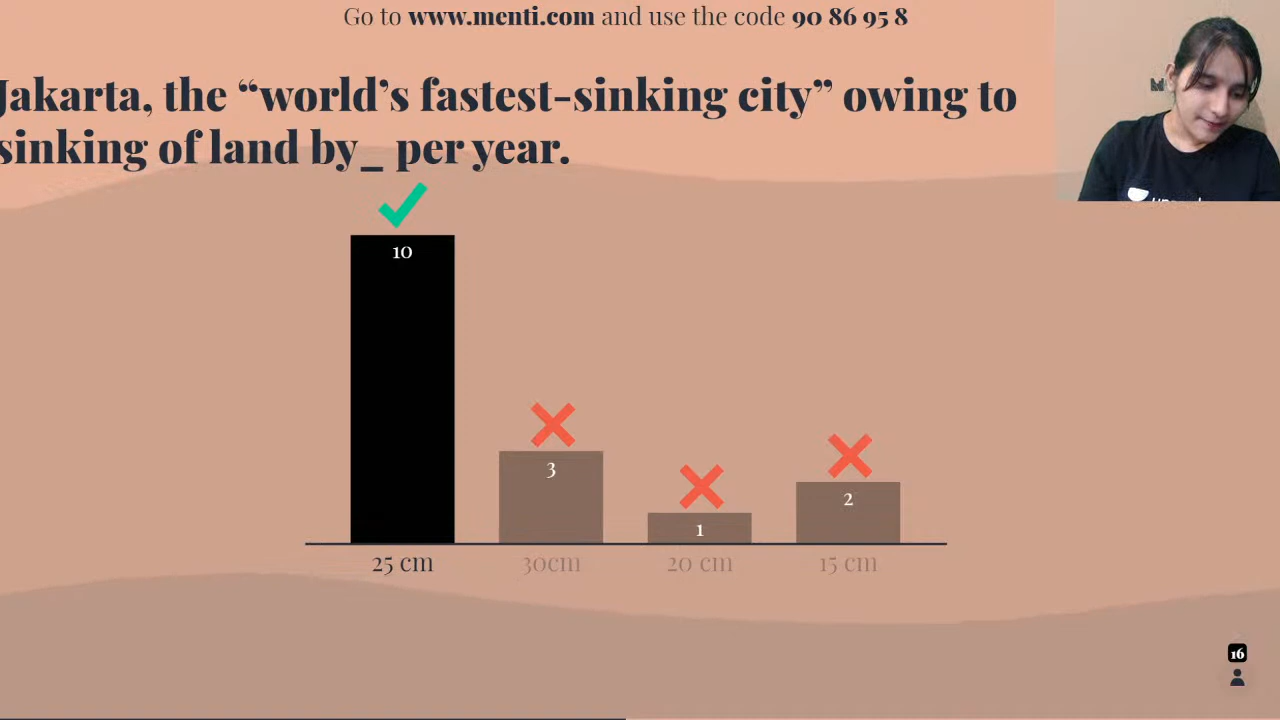 Go to www.menti.com and use the code 90 86 95 8
Jakarta, the “world’s fastest-sinking city” owing to
sinking of land by_ per year.
10
3
1
2
25 cm
30cm
20 cm
15 cm
16